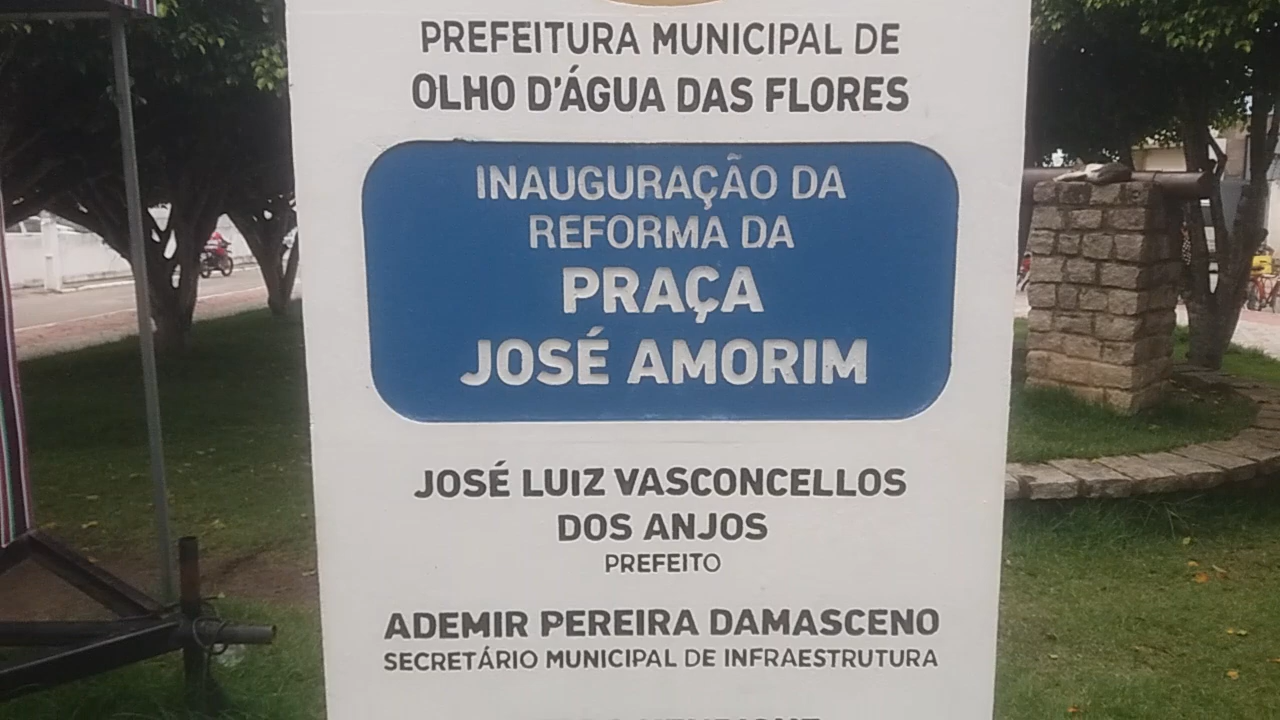 PREFEITURA MUNICIPAL DE
OLHO D'ÁGUA DAS FLORES
INAUGURAÇÃO DA
REFORMA DA
PRAÇA
JOSÉ AMORIM
JOSÉ LUIZ VASCONCELLOS
DOS ANJOS
PREFEITO
ADEMIR PEREIRA DAMASCENO
SECRETÁRIO MUNICIPAL DE INFRAESTRUTURA